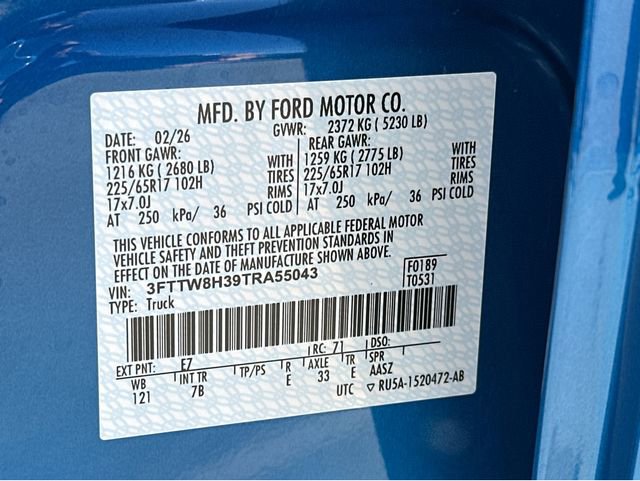 MFD. BY FORD MOTOR CO.
DATE: 02/26 GVWR: 2372 KG ( 5230 LB)
FRONT GAWR: REAR GAWR:
1216 KG ( 2680 LB) WITH 1259 KG ( 2775 LB) WITH
225/65R17 102H TIRES 225/65R17 102H TIRES
17x7.0J RIMS 17x7.0J RIMS
AT 250 kPa/ 36 PSI COLD AT 250 kPa/ 36 PSI COLD
THIS VEHICLE CONFORMS TO ALL APPLICABLE FEDERAL MOTOR
VEHICLE SAFETY AND THEFT PREVENTION STANDARDS IN
EFFECT ON THE DATE OF MANUFACTURE SHOWN ABOVE.
VIN: 3FTTW8H39TRA55043 F0189
TYPE: Truck T0531
EXT PNT: E7 RC: 71 DSO:
WB INT TR TP/PS R AXLE TR SPR
121 7B E 33 E AASZ
UTC ▽ RU5A-1520472-AB